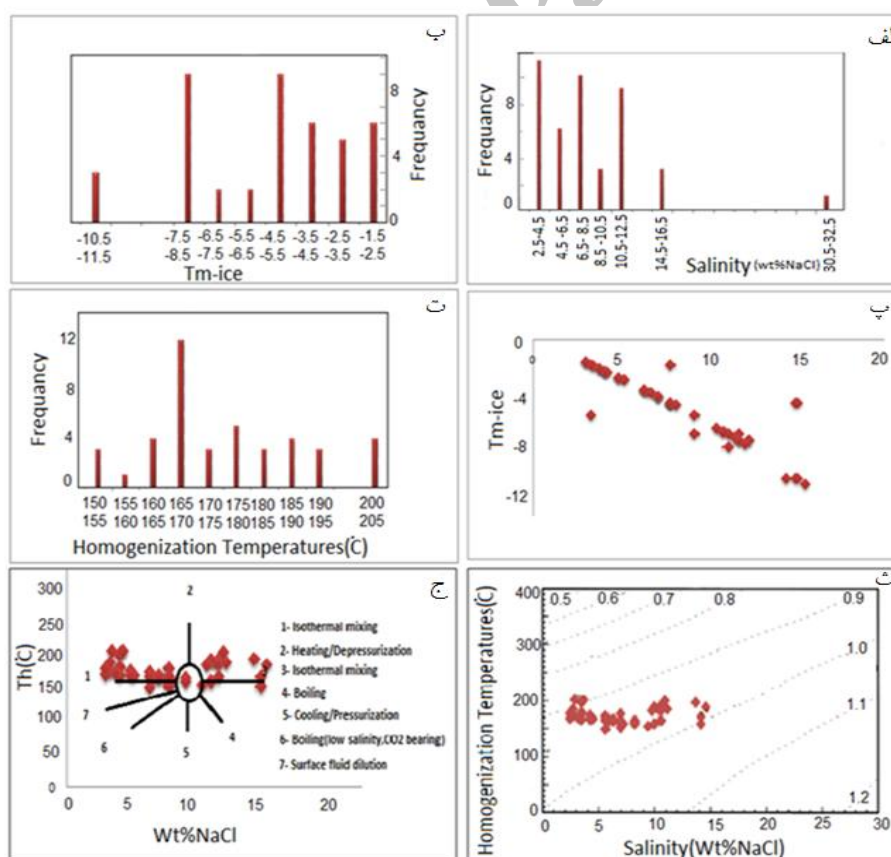 الف
Frequancy
8
4
0
2.5-4.5
4.5 -6.5
6.5- 8.5
8.5 -10.5
10.5-12.5
14.5-16.5
30.5-32.5
Salinity (wt%NaCl)
ب
Frequancy
8
4
0
-10.5 -7.5 -6.5 -5.5 -4.5 -3.5 -2.5 -1.5
-11.5 -8.5 -7.5 -6.5 -5.5 -4.5 -3.5 -2.5
Tm-ice
پ
0 5 10 15 20
Tm-ice
0
-4
-8
-12
ت
Frequancy
12
4
0
150 155 160 165 170 175 180 185 190 200
155 160 165 170 175 180 185 190 195 205
Homogenization Temperatures(C)
ث
Homogenization Temperatures(C)
400
300
200
100
0
0.5 0.6 0.7 0.8 0.9
1.0
1.1
1.2
0 5 10 15 20 30
Salinity(Wt%NaCl)
ج
Th(C)
300
250
200
150
100
50
0
2
1
7
6
5
4
3
1- Isothermal mixing
2- Heating/Depressurization
3- Isothermal mixing
4- Boiling
5- Cooling/Pressurization
6- Boiling(low salinity,CO2 bearing)
7- Surface fluid dilution
0 5 10 15 20
Wt%NaCl